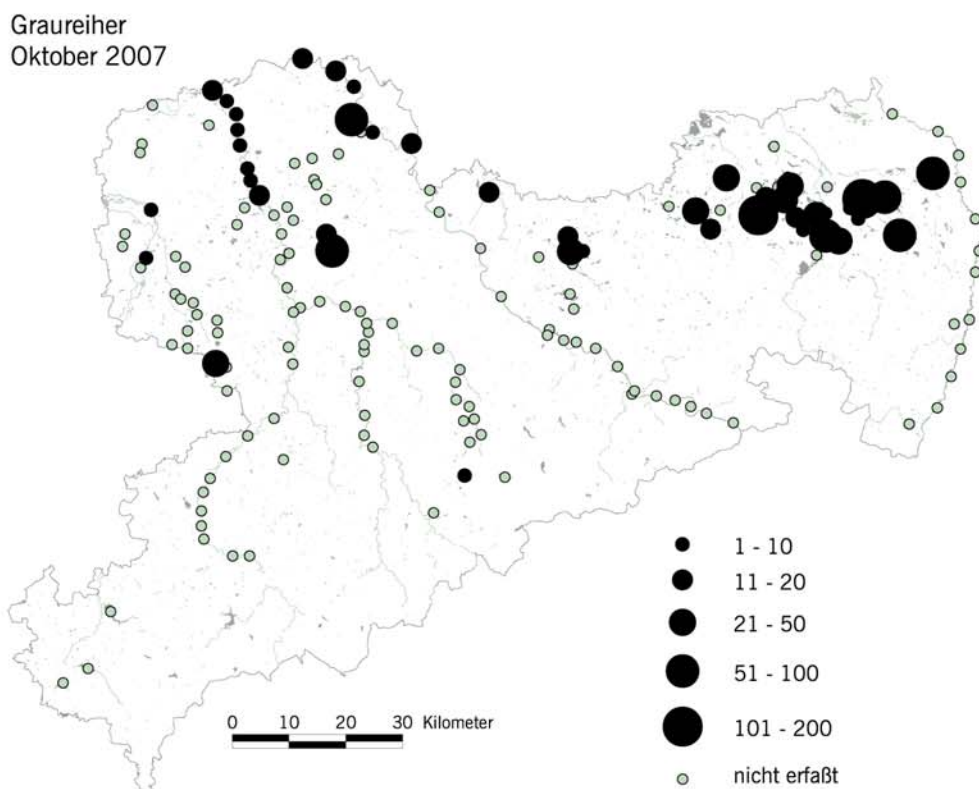 Graureiher
Oktober 2007
1 - 10
11 - 20
21 - 50
51 - 100
101 - 200
nicht erfaßt
0 10 20 30 Kilometer